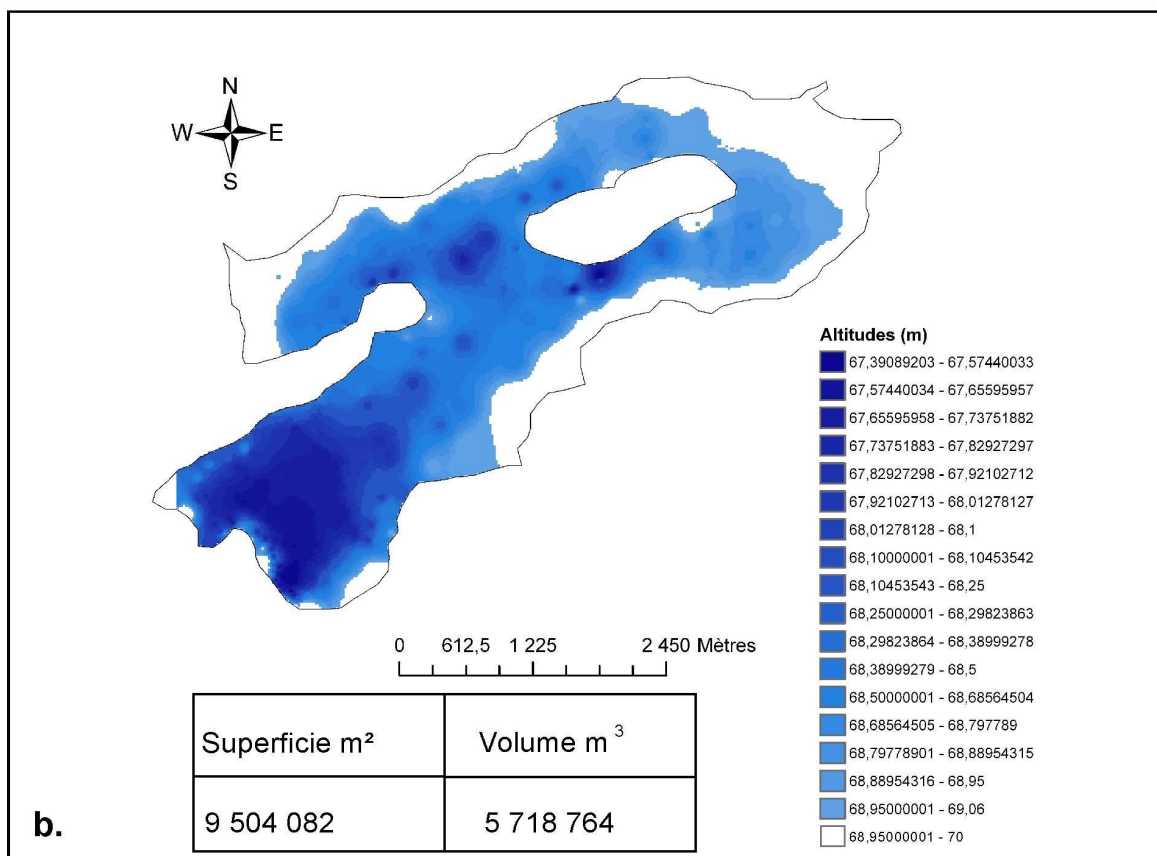 N
W E
S
Altitudes (m)
67,39089203 - 67,57440033
67,57440034 - 67,65595957
67,65595958 - 67,73751882
67,73751883 - 67,82927297
67,82927298 - 67,92102712
67,92102713 - 68,01278127
68,01278128 - 68,1
68,10000001 - 68,10453542
68,10453543 - 68,25
68,25000001 - 68,29823863
68,29823864 - 68,38999278
68,38999279 - 68,5
68,50000001 - 68,68564504
68,68564505 - 68,797789
68,79778901 - 68,88954315
68,88954316 - 68,95
68,95000001 - 69,06
68,95000001 - 70
0 612,5 1 225 2 450 Mètres
Superficie m² Volume m³
9 504 082 5 718 764
b.